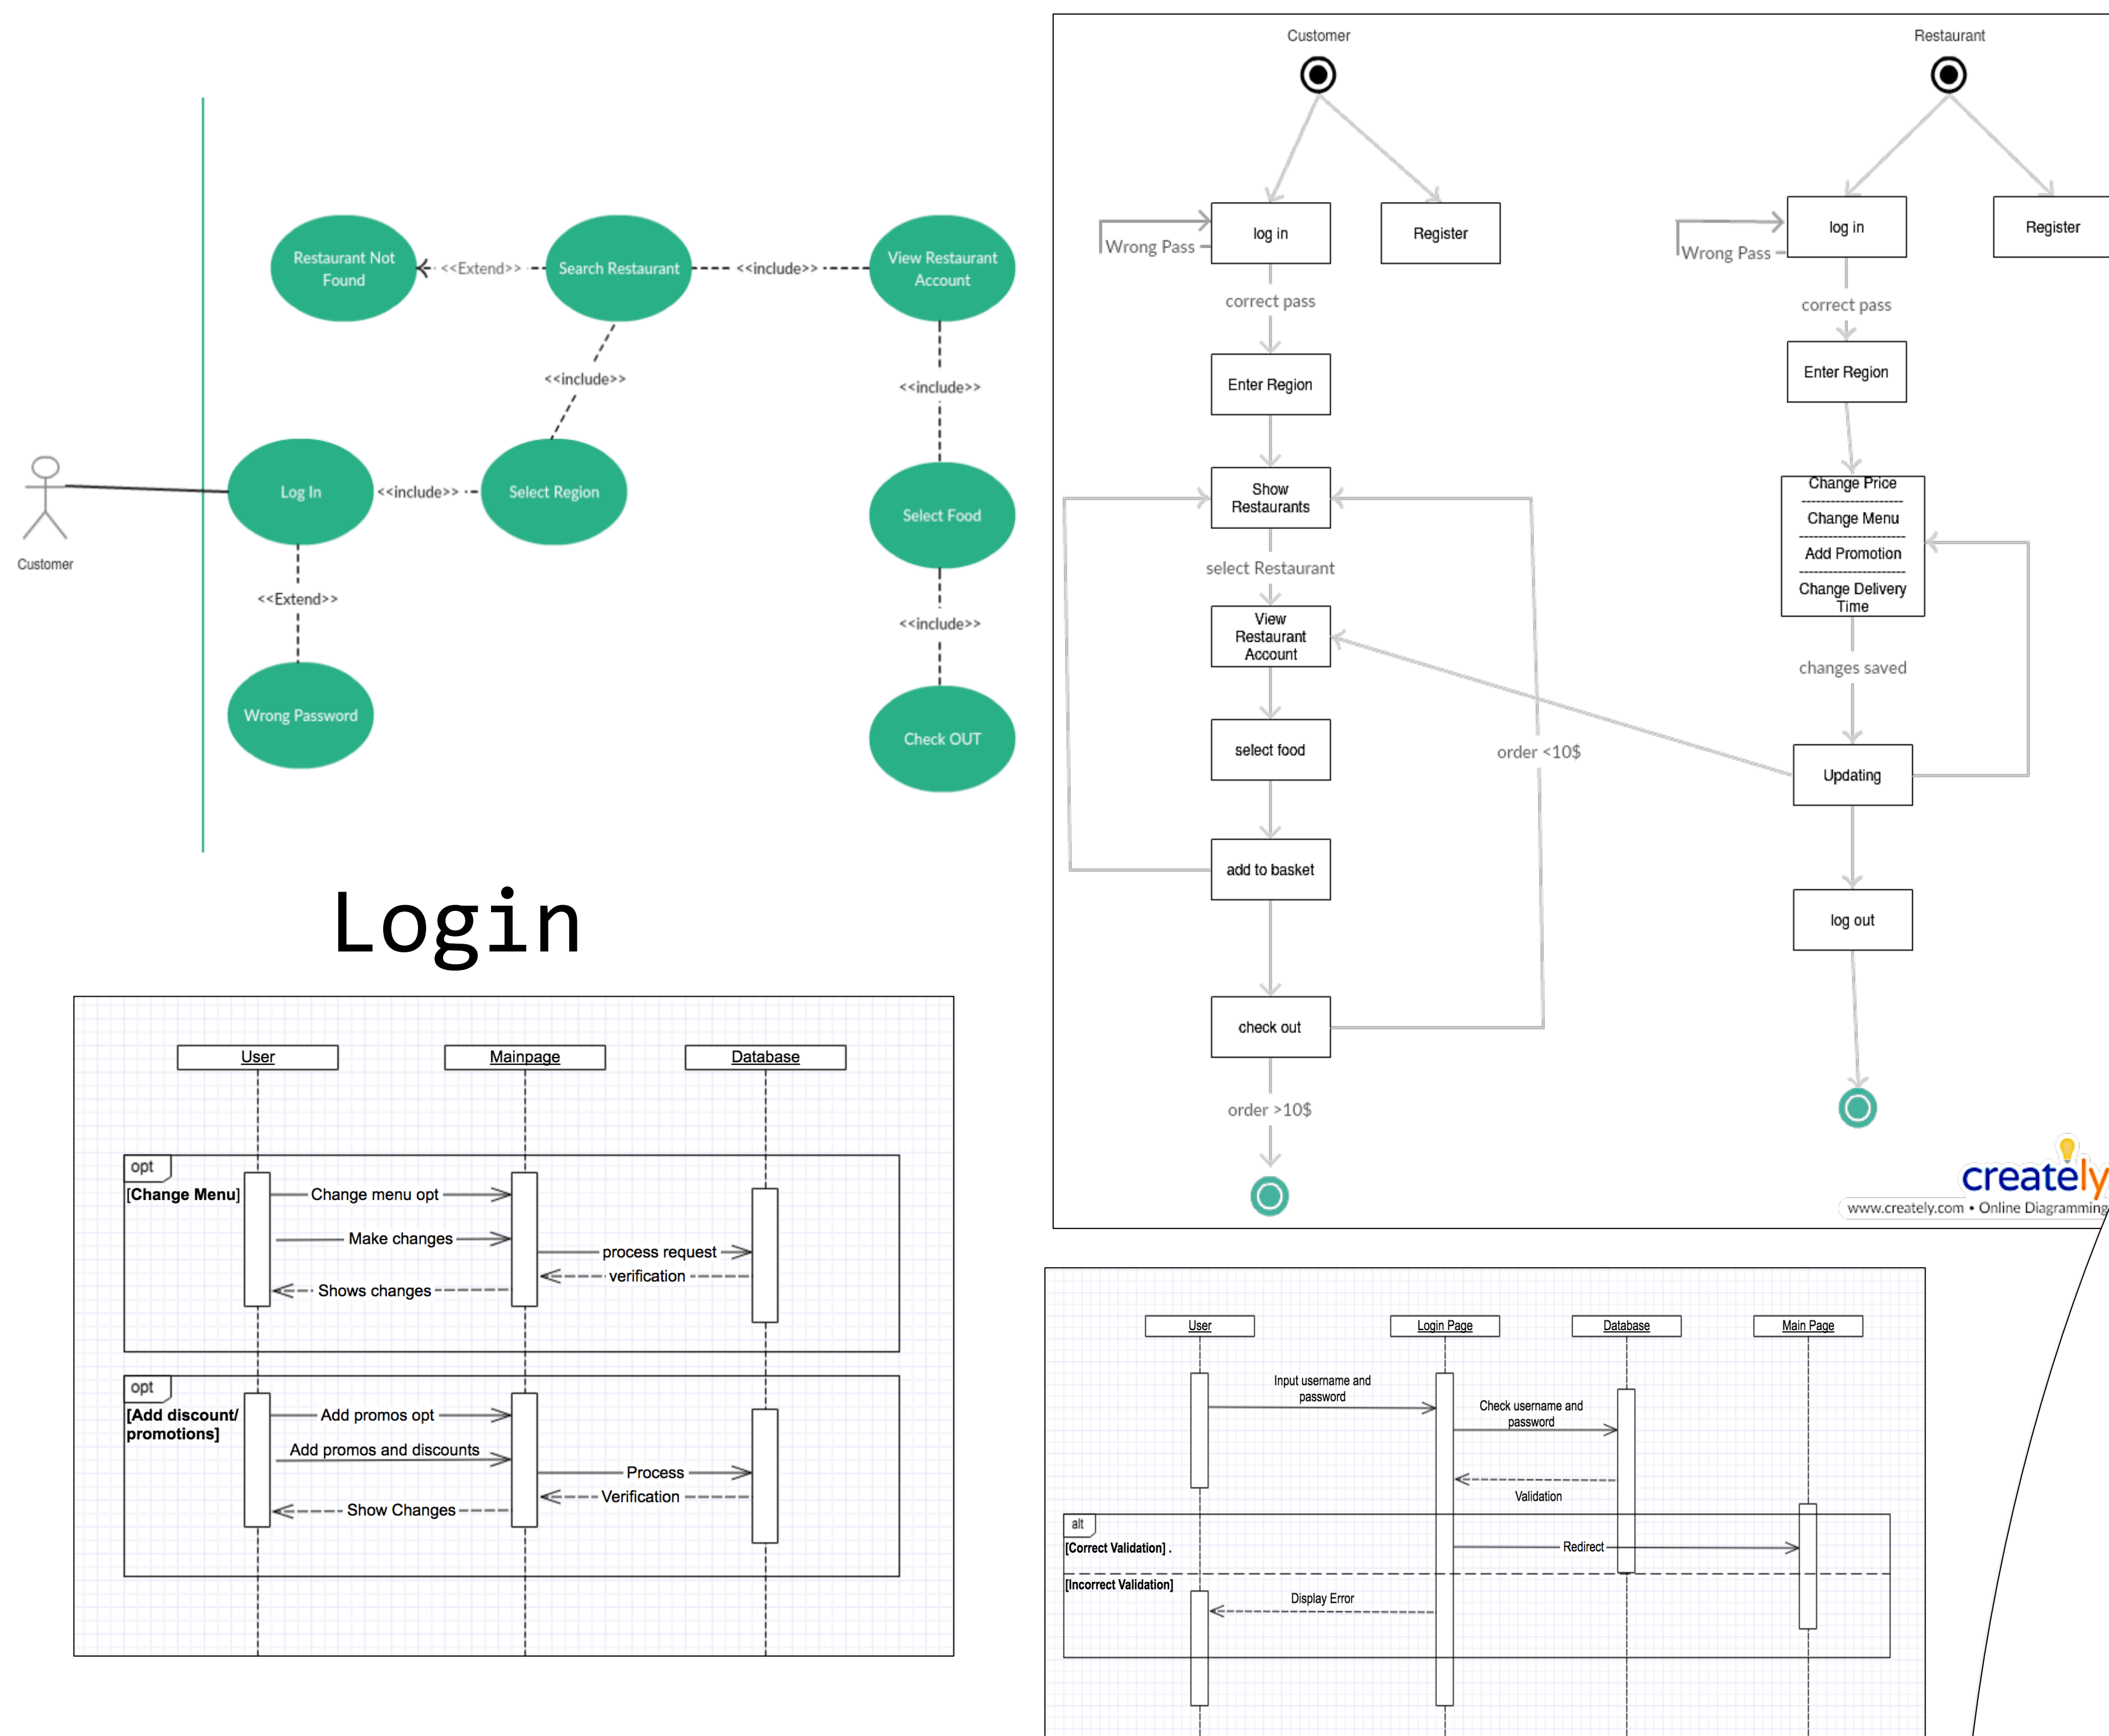 Restaurant Not
Found
<<Extend>>
Search Restaurant
<<include>>
View Restaurant
Account
<<include>>
<<include>>
Customer
Log In
<<include>>
Select Region
Select Food
<<Extend>>
<<include>>
Wrong Password
Check OUT
Customer
Restaurant
log in
Register
Wrong Pass
correct pass
Enter Region
Show
Restaurants
select Restaurant
View
Restaurant
Account
select food
order <10$
add to basket
check out
order >10$
log in
Register
Wrong Pass
correct pass
Enter Region
Change Price
Change Menu
Add Promotion
Change Delivery
Time
changes saved
Updating
log out
creately
www.creately.com • Online Diagramming
Login
User
Mainpage
Database
opt
[Change Menu]
Change menu opt
Make changes
process request
verification
Shows changes
opt
[Add discount/
promotions]
Add promos opt
Add promos and discounts
Process
Verification
Show Changes
User
Login Page
Database
Main Page
Input username and
password
Check username and
password
Validation
alt
[Correct Validation] .
Redirect
[Incorrect Validation]
Display Error